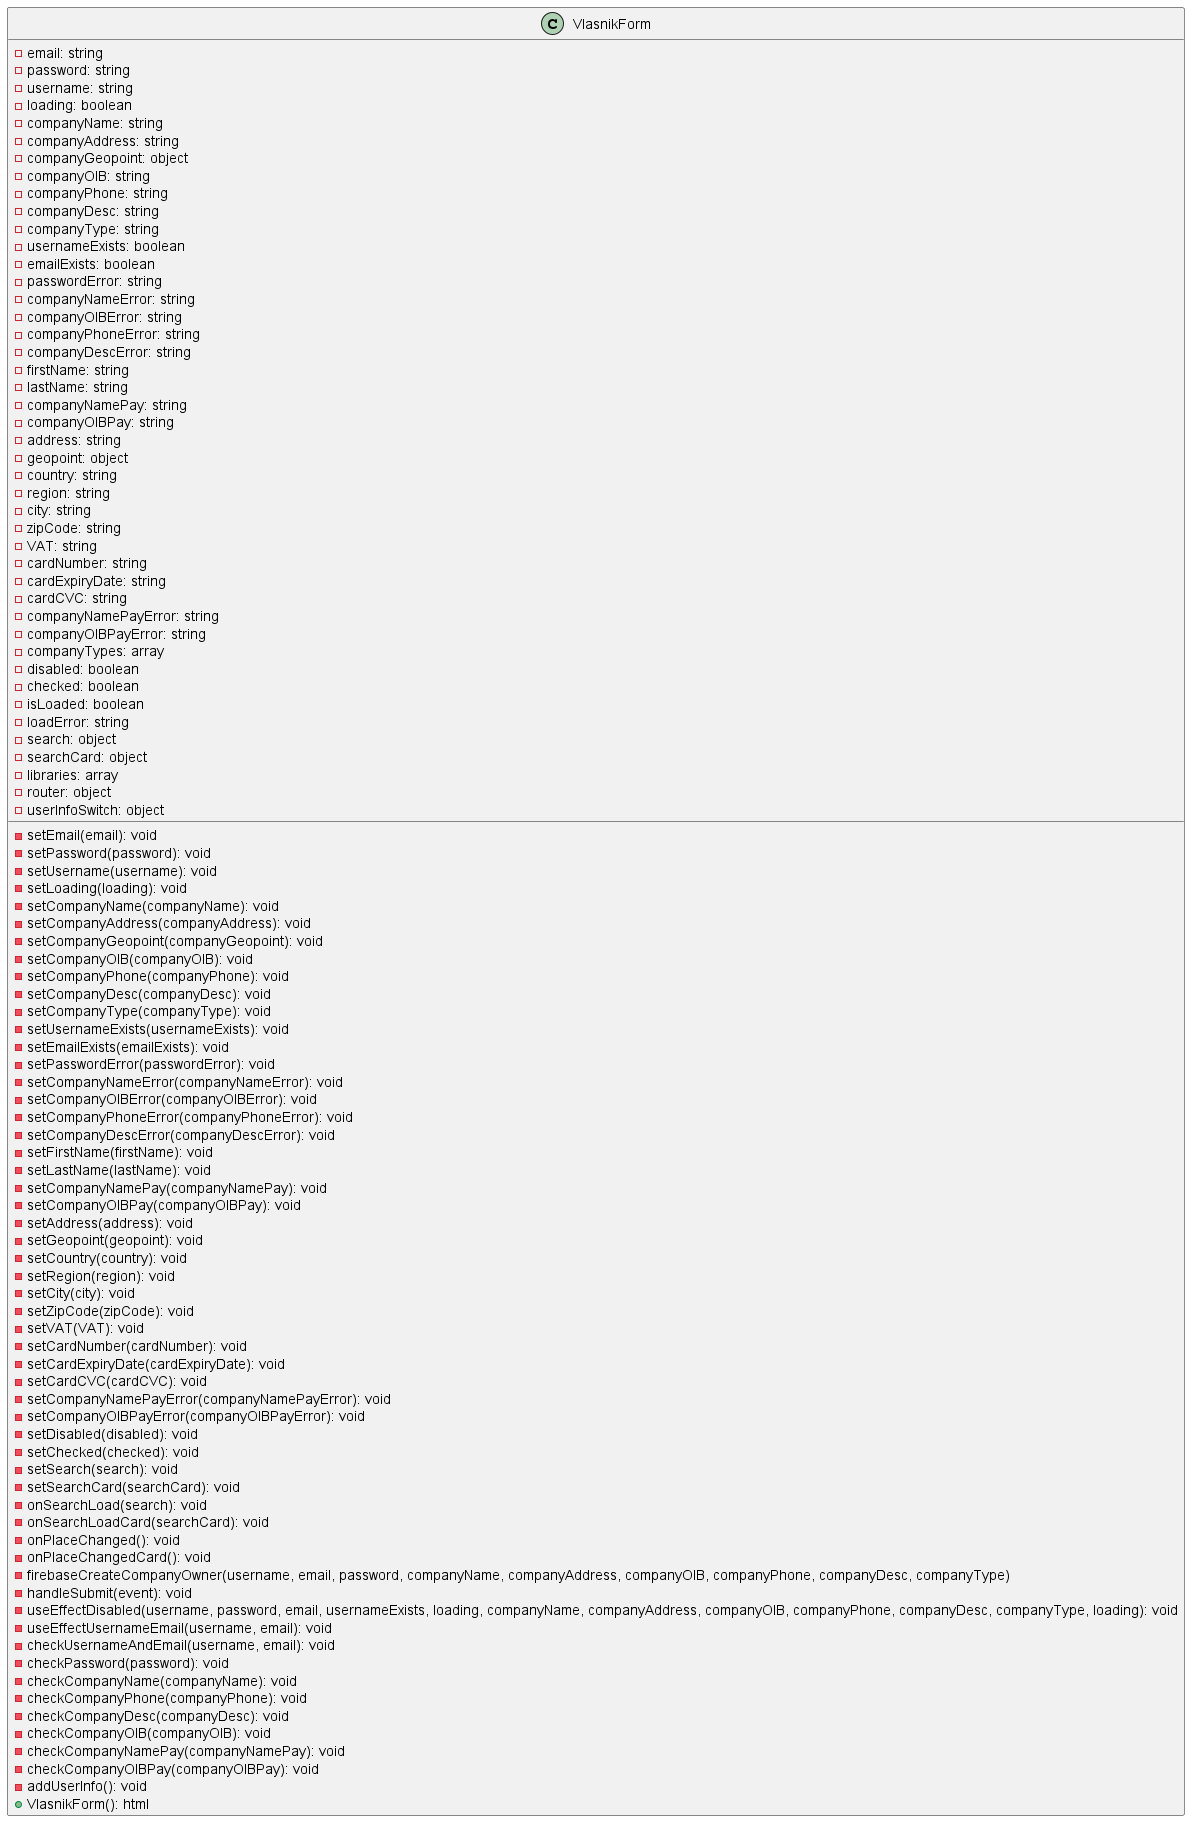 C VlasnikForm
email: string
password: string
username: string
loading: boolean
companyName: string
companyAddress: string
companyGeopoint: object
companyOIB: string
companyPhone: string
companyDesc: string
companyType: string
usernameExists: boolean
emailExists: boolean
passwordError: string
companyNameError: string
companyOIBError: string
companyPhoneError: string
companyDescError: string
firstName: string
lastName: string
companyNamePay: string
companyOIBPay: string
address: string
geopoint: object
country: string
region: string
city: string
zipCode: string
VAT: string
cardNumber: string
cardExpiryDate: string
cardCVC: string
companyNamePayError: string
companyOIBPayError: string
companyTypes: array
disabled: boolean
checked: boolean
isLoaded: boolean
loadError: string
search: object
searchCard: object
libraries: array
router: object
userInfoSwitch: object
setEmail(email): void
setPassword(password): void
setUsername(username): void
setLoading(loading): void
setCompanyName(companyName): void
setCompanyAddress(companyAddress): void
setCompanyGeopoint(companyGeopoint): void
setCompanyOIB(companyOIB): void
setCompanyPhone(companyPhone): void
setCompanyDesc(companyDesc): void
setCompanyType(companyType): void
setUsernameExists(usernameExists): void
setEmailExists(emailExists): void
setPasswordError(passwordError): void
setCompanyNameError(companyNameError): void
setCompanyOIBError(companyOIBError): void
setCompanyPhoneError(companyPhoneError): void
setCompanyDescError(companyDescError): void
setFirstName(firstName): void
setLastName(lastName): void
setCompanyNamePay(companyNamePay): void
setCompanyOIBPay(companyOIBPay): void
setAddress(address): void
setGeopoint(geopoint): void
setCountry(country): void
setRegion(region): void
setCity(city): void
setZipCode(zipCode): void
setVAT(VAT): void
setCardNumber(cardNumber): void
setCardExpiryDate(cardExpiryDate): void
setCardCVC(cardCVC): void
setCompanyNamePayError(companyNamePayError): void
setCompanyOIBPayError(companyOIBPayError): void
setDisabled(disabled): void
setChecked(checked): void
setSearch(search): void
setSearchCard(searchCard): void
onSearchLoad(search): void
onSearchLoadCard(searchCard): void
onPlaceChanged(): void
onPlaceChangedCard(): void
firebaseCreateCompanyOwner(username, email, password, companyName, companyAddress, companyOIB, companyPhone, companyDesc, companyType)
handleSubmit(event): void
useEffectDisabled(username, password, email, usernameExists, loading, companyName, companyAddress, companyOIB, companyPhone, companyDesc, companyType, loading): void
useEffectUsernameEmail(username, email): void
checkUsernameAndEmail(username, email): void
checkPassword(password): void
checkCompanyName(companyName): void
checkCompanyPhone(companyPhone): void
checkCompanyDesc(companyDesc): void
checkCompanyOIB(companyOIB): void
checkCompanyNamePay(companyNamePay): void
checkCompanyOIBPay(companyOIBPay): void
addUserInfo(): void
VlasnikForm(): html